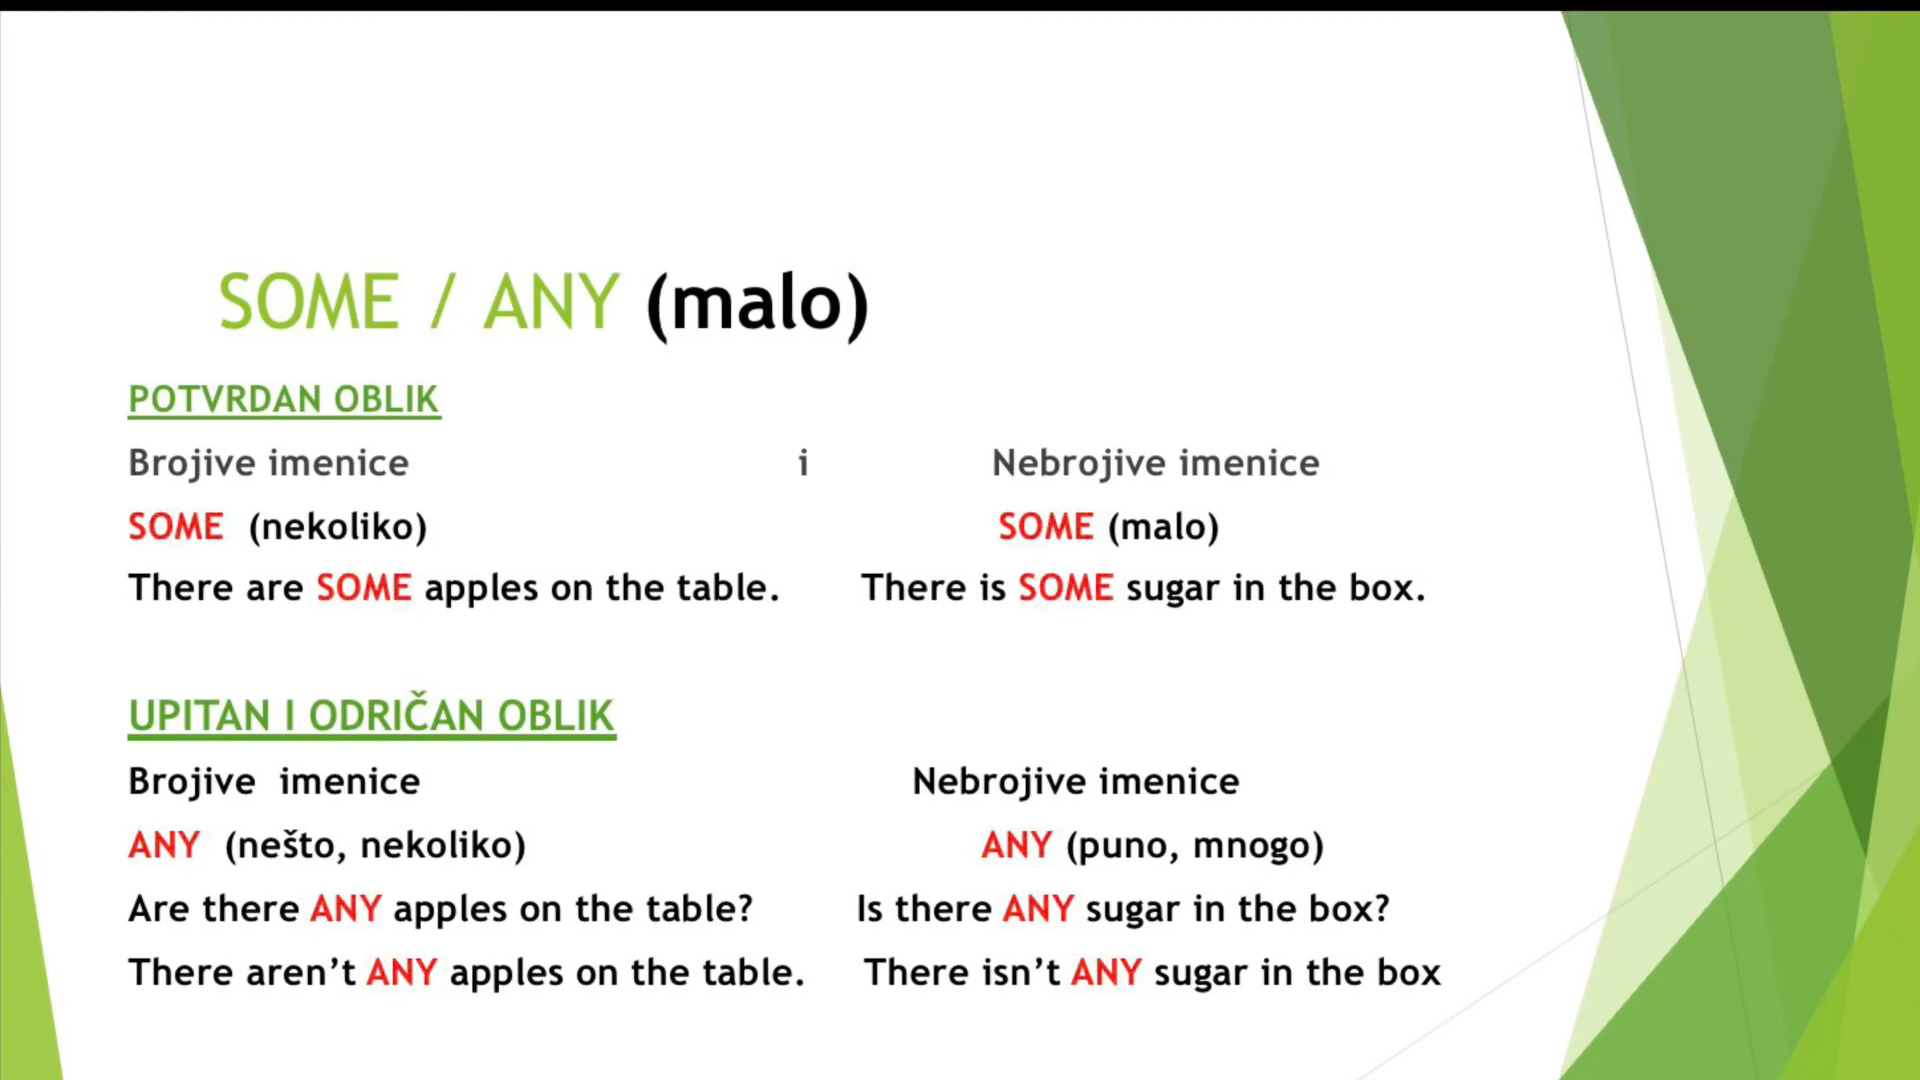 SOME / ANY (malo)
POTVRDAN OBLIK
Brojive imenice i Nebrojive imenice
SOME (nekoliko) SOME (malo)
There are SOME apples on the table. There is SOME sugar in the box.
UPITAN I ODRIČAN OBLIK
Brojive imenice Nebrojive imenice
ANY (nešto, nekoliko) ANY (puno, mnogo)
Are there ANY apples on the table? Is there ANY sugar in the box?
There aren’t ANY apples on the table. There isn’t ANY sugar in the box